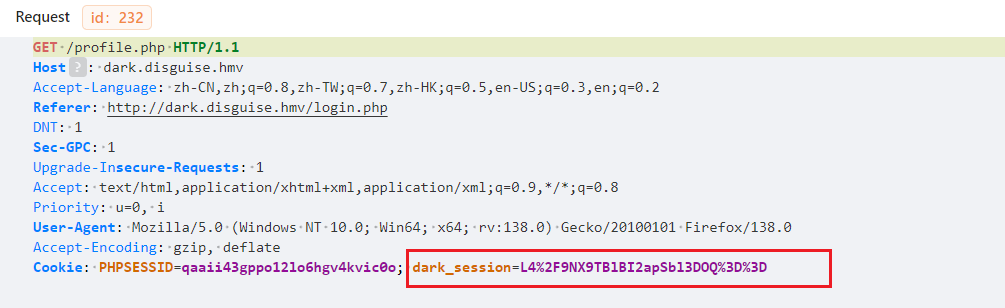 Request id: 232
GET /profile.php HTTP/1.1
Host ? : dark.disguise.hmv
Accept-Language: zh-CN,zh;q=0.8,zh-TW;q=0.7,zh-HK;q=0.5,en-US;q=0.3,en;q=0.2
Referer: http://dark.disguise.hmv/login.php
DNT: 1
Sec-GPC: 1
Upgrade-Insecure-Requests: 1
Accept: text/html,application/xhtml+xml,application/xml;q=0.9,*/*;q=0.8
Priority: u=0, i
User-Agent: Mozilla/5.0 (Windows NT 10.0; Win64; x64; rv:138.0) Gecko/20100101 Firefox/138.0
Accept-Encoding: gzip, deflate
Cookie: PHPSESSID=qaaii43gppo12lo6hgv4kvic0o; dark_session=L4%2F9NX9TBlBI2apSbl3DOQ%3D%3D